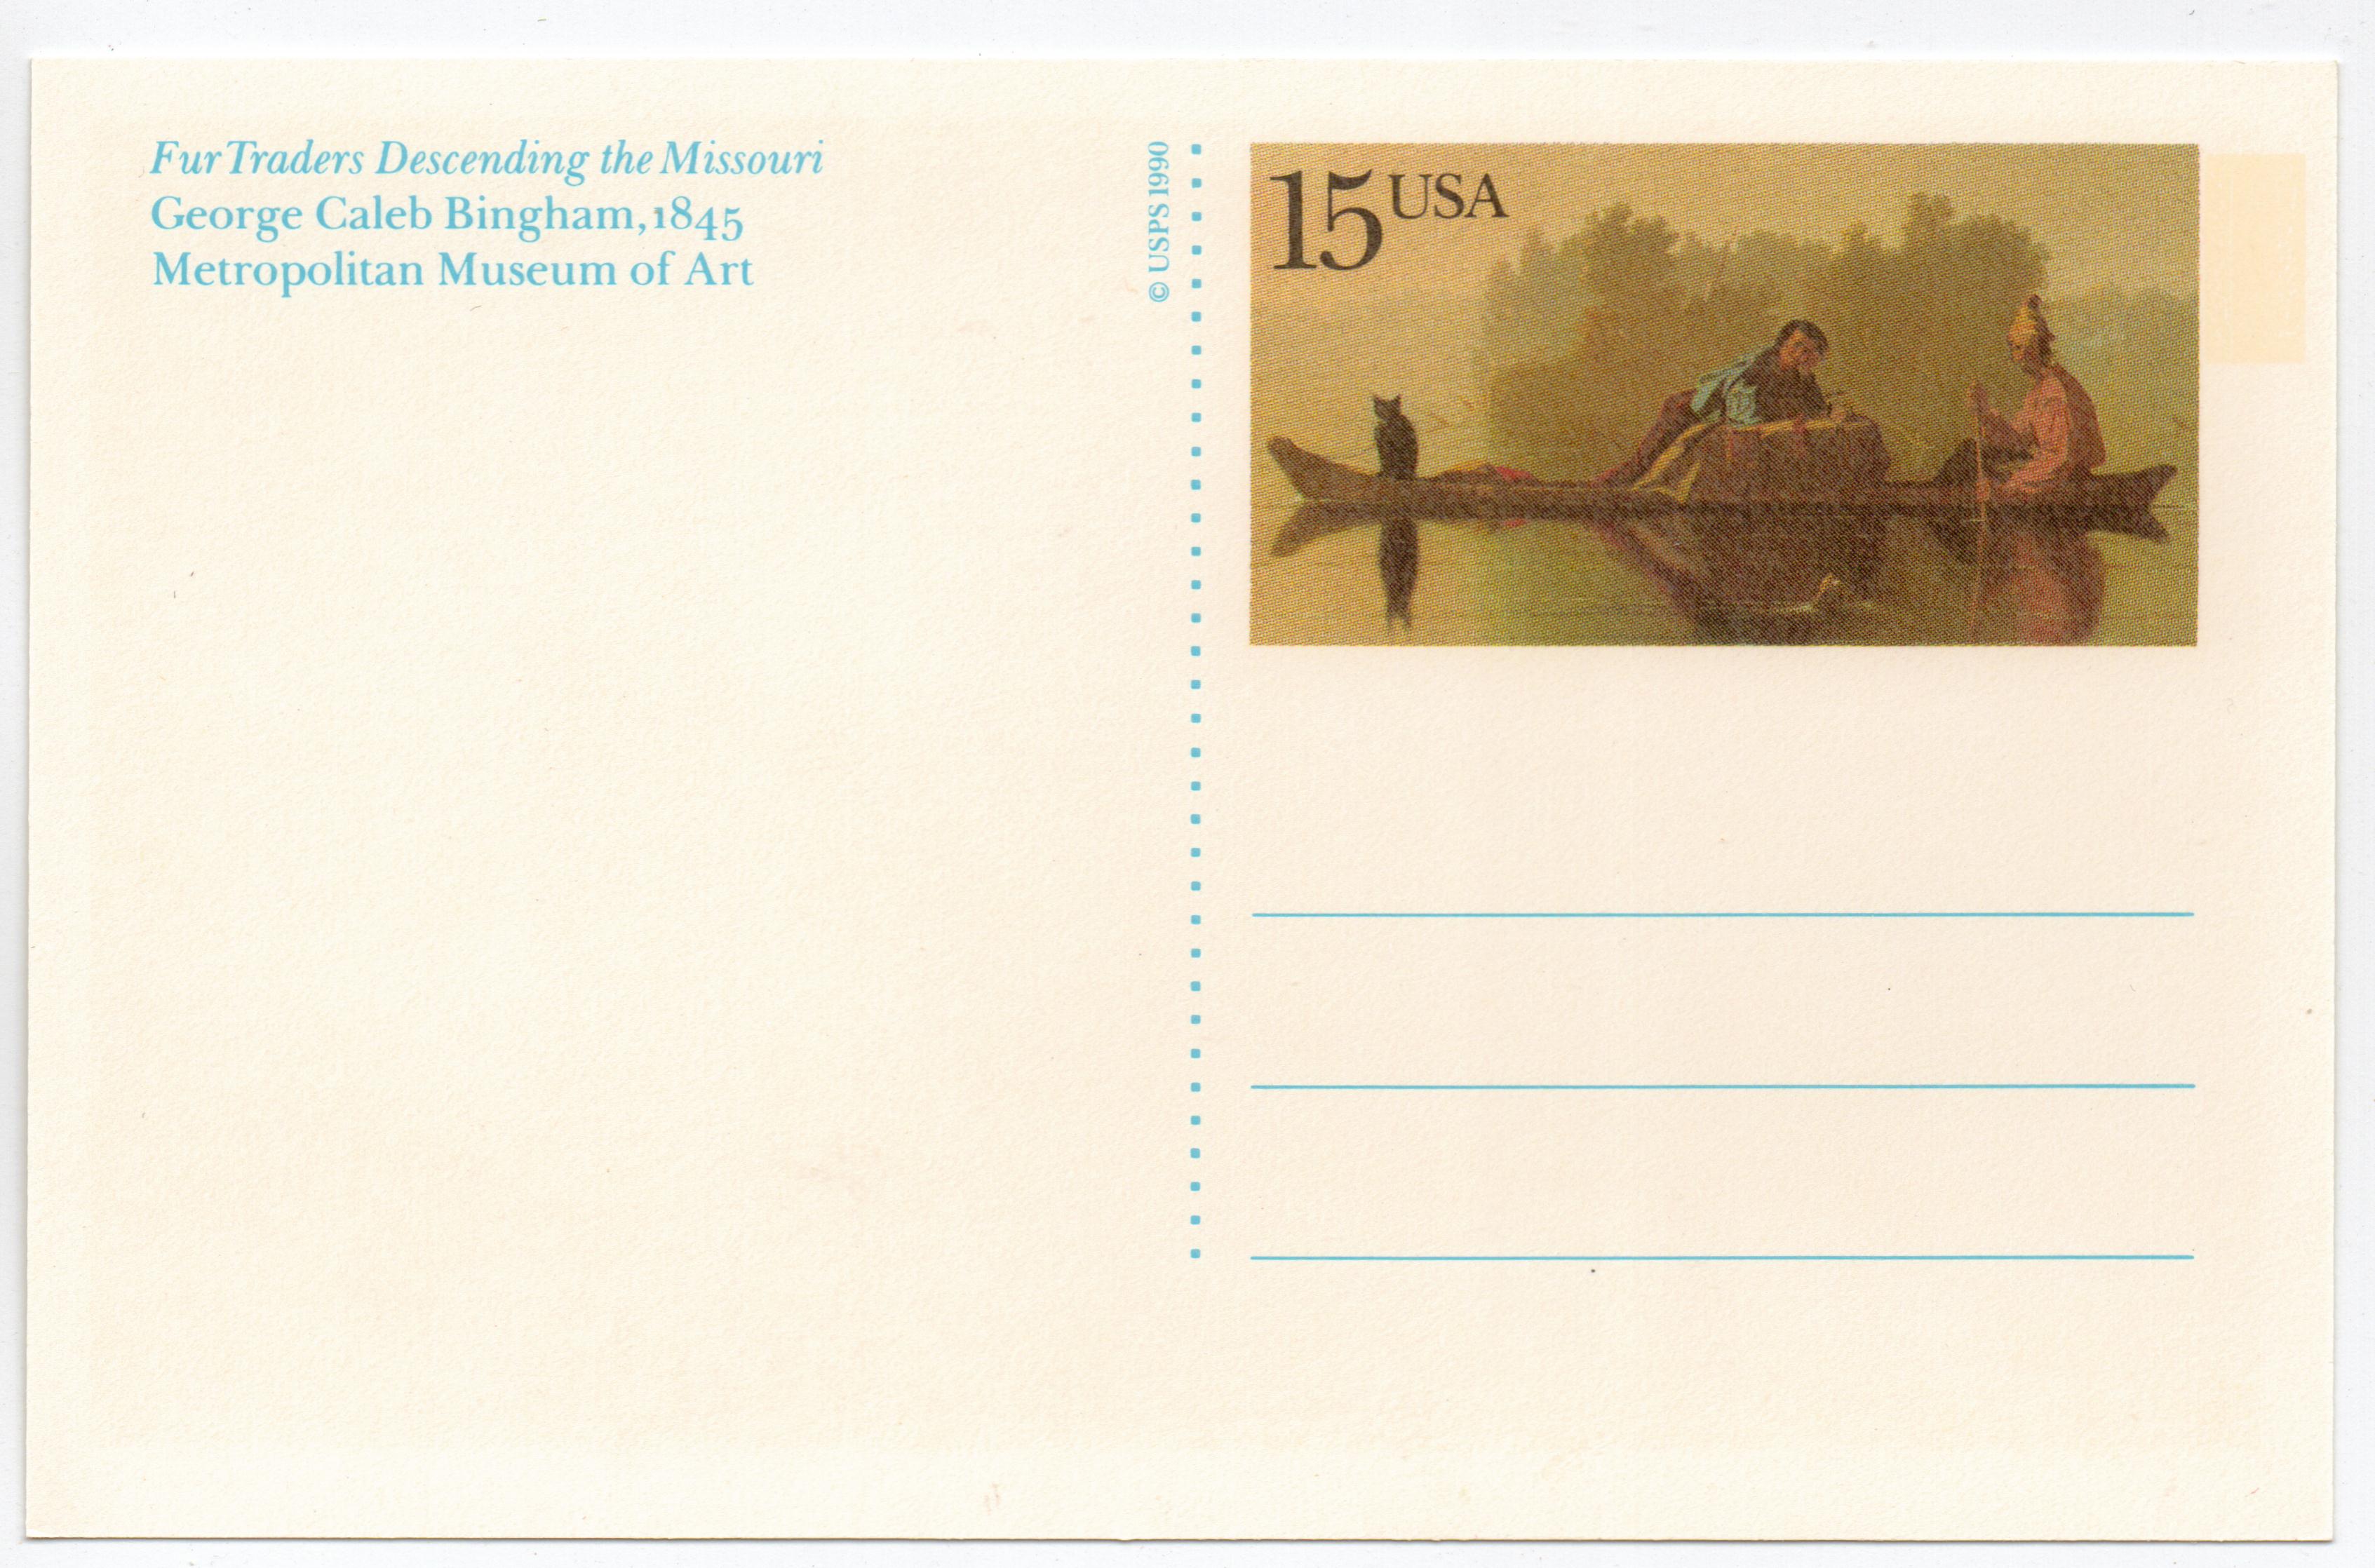 Fur Traders Descending the Missouri
George Caleb Bingham, 1845
Metropolitan Museum of Art
© USPS 1990
15 USA